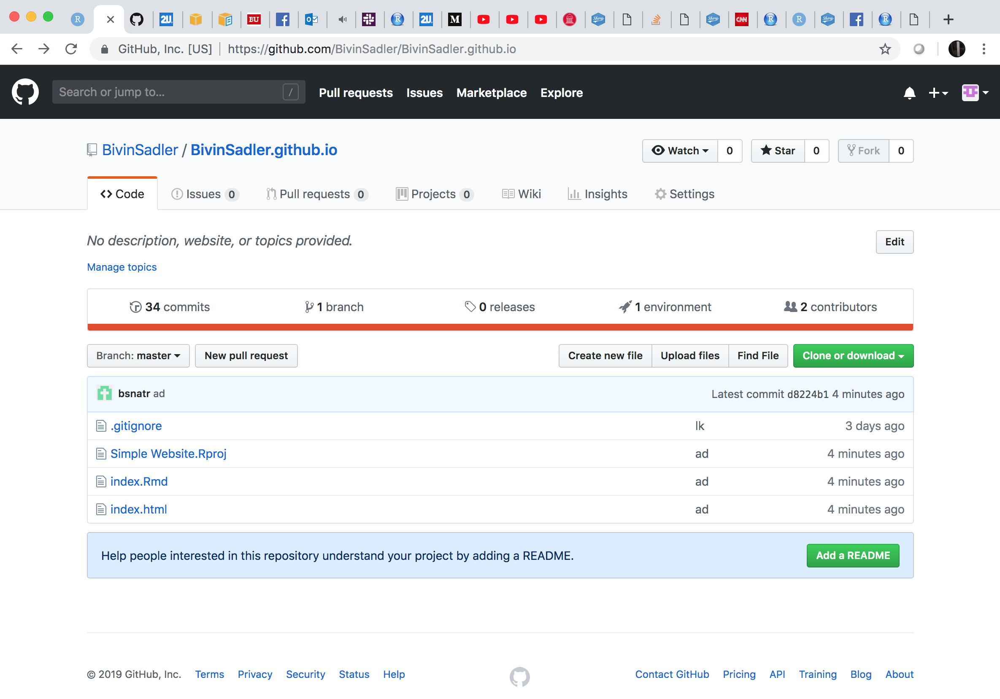 R 2U BU f O M R 2U M Shiny Shiny CNN R R Shiny f R
GitHub, Inc. [US] | https://github.com/BivinSadler/BivinSadler.github.io
Search or jump to... / Pull requests Issues Marketplace Explore
BivinSadler / BivinSadler.github.io Watch 0 Star 0 Fork 0
Code Issues 0 Pull requests 0 Projects 0 Wiki Insights Settings
No description, website, or topics provided. Edit
Manage topics
34 commits 1 branch 0 releases 1 environment 2 contributors
Branch: master New pull request Create new file Upload files Find File Clone or download
bsnatr ad Latest commit d8224b1 4 minutes ago
.gitignore lk 3 days ago
Simple Website.Rproj ad 4 minutes ago
index.Rmd ad 4 minutes ago
index.html ad 4 minutes ago
Help people interested in this repository understand your project by adding a README. Add a README
© 2019 GitHub, Inc. Terms Privacy Security Status Help Contact GitHub Pricing API Training Blog About